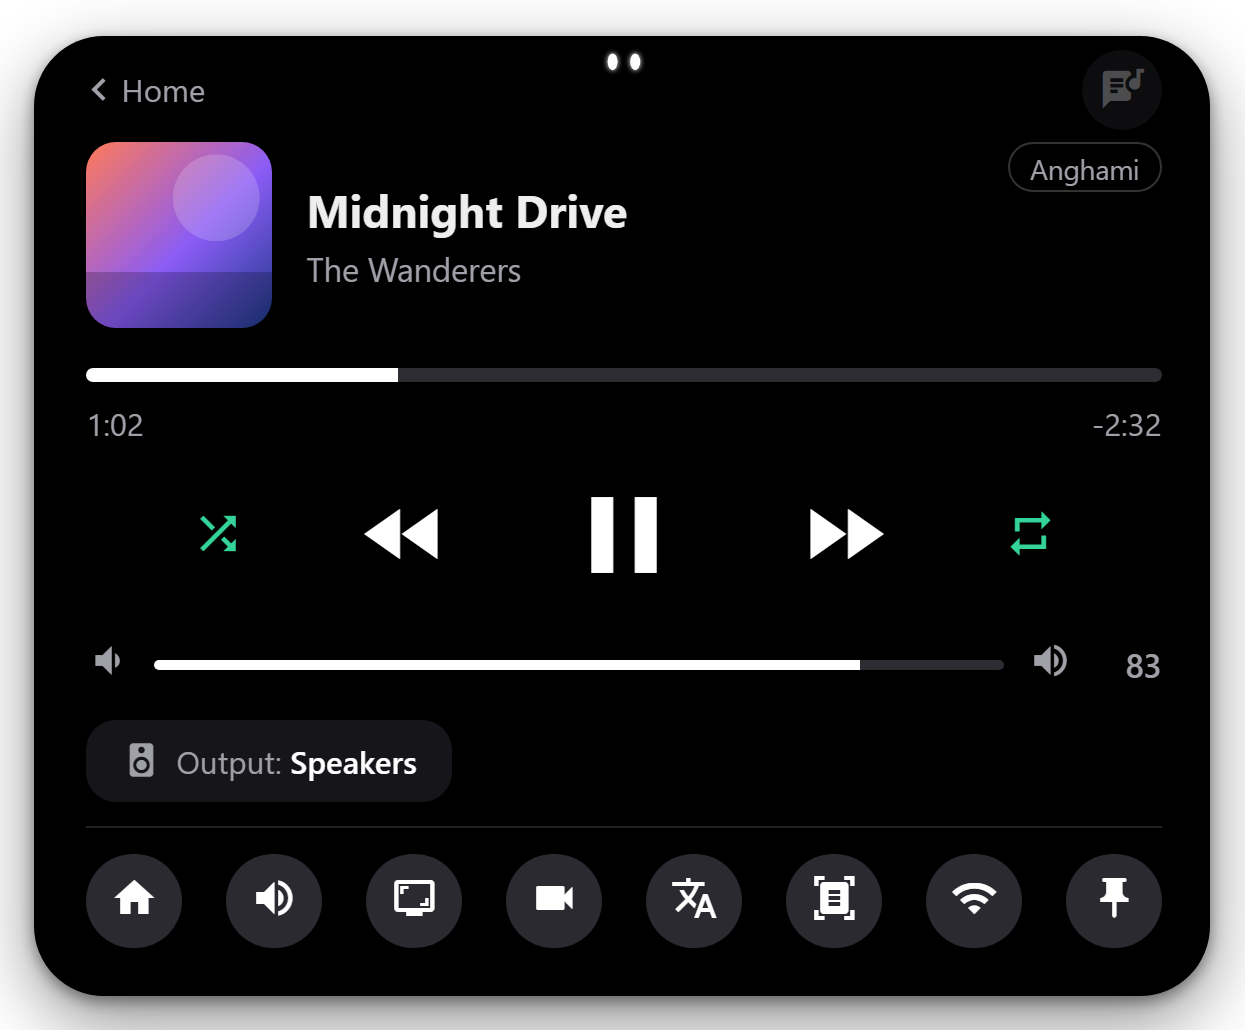 Home
Anghami
Midnight Drive
The Wanderers
1:02
-2:32
83
Output: Speakers